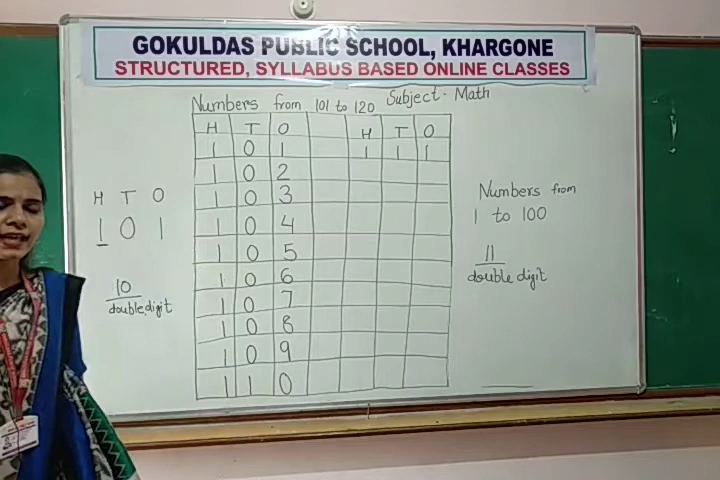 GOKULDAS PUBLIC SCHOOL, KHARGONE
STRUCTURED, SYLLABUS BASED ONLINE CLASSES
Numbers from 101 to 120 Subject - Math
H T O H T O
1 0 1 1 1 1
1 0 2
1 0 3
1 0 4
1 0 5
1 0 6
1 0 7
1 0 8
1 0 9
1 1 0
H T O
1 0 1
10
double digit
Numbers from
1 to 100
11
double digit